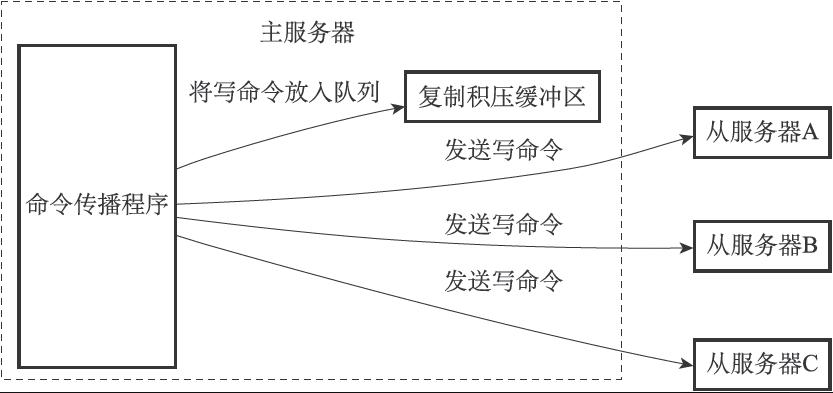 主服务器
将写命令放入队列
复制积压缓冲区
发送写命令
从服务器A
命令传播程序
发送写命令
从服务器B
发送写命令
从服务器C